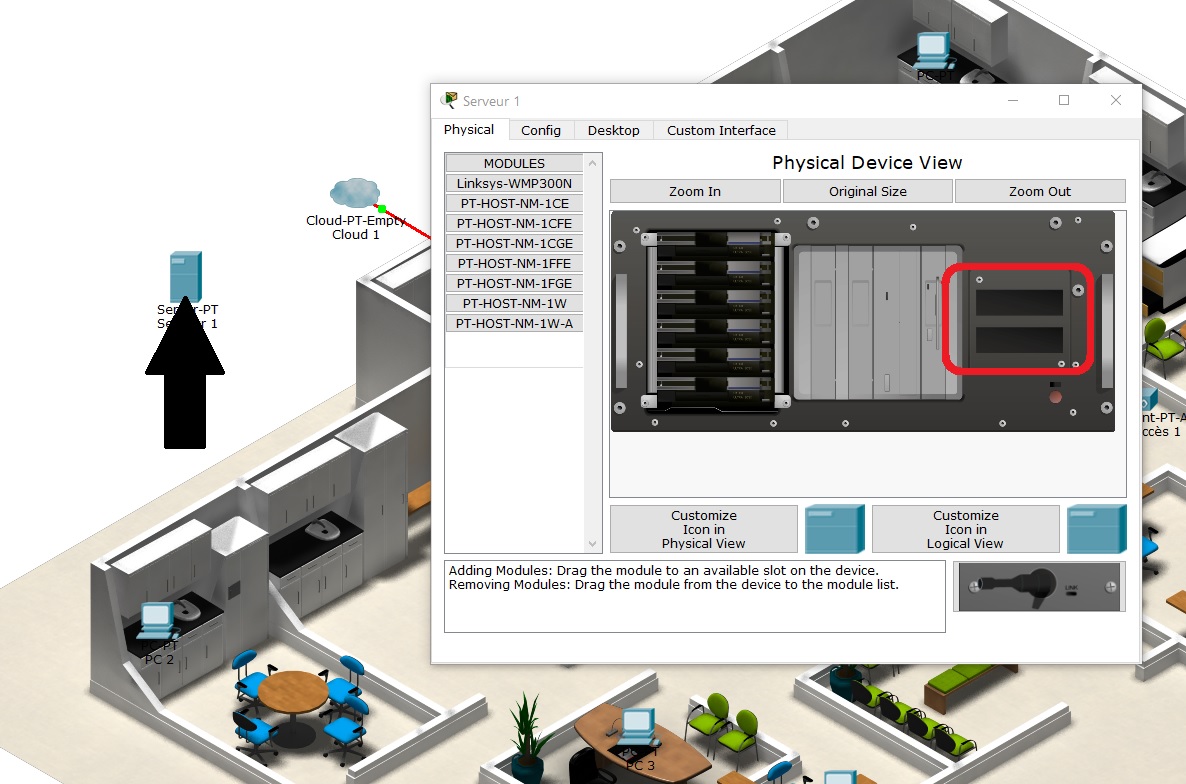 PC-PT
Serveur 1
Physical
Config
Desktop
Custom Interface
MODULES
Linksys-WMP300N
PT-HOST-NM-1CE
PT-HOST-NM-1CFE
PT-HOST-NM-1CGE
PT-HOST-NM-1FFE
PT-HOST-NM-1FGE
PT-HOST-NM-1W
PT-HOST-NM-1W-A
Physical Device View
Zoom In
Original Size
Zoom Out
Cloud-PT-Empty
Cloud 1
nt-PT-A
ccès 1
Customize
Icon in
Physical View
Customize
Icon in
Logical View
Adding Modules: Drag the module to an available slot on the device.
Removing Modules: Drag the module from the device to the module list.
LINK
PC-PT
PC 2
PC 3